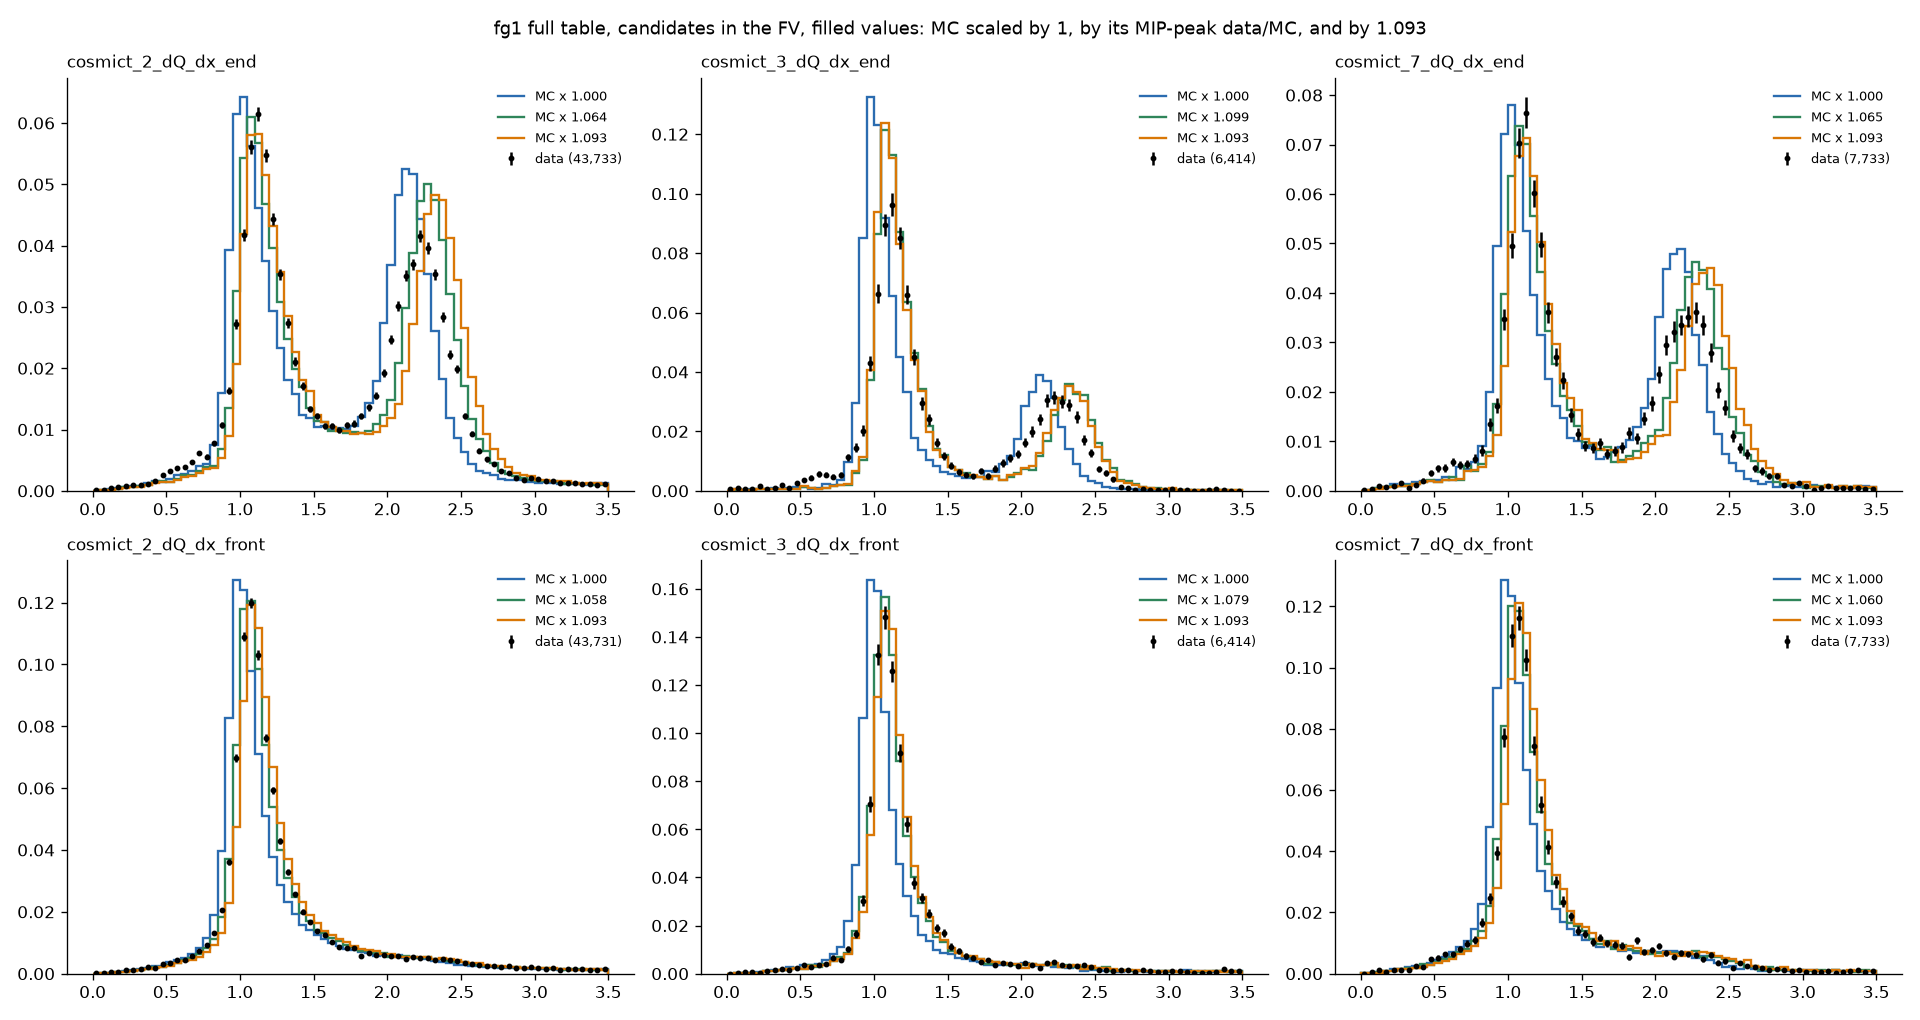 fg1 full table, candidates in the FV, filled values: MC scaled by 1, by its MIP-peak data/MC, and by 1.093
cosmict_2_dQ_dx_end
MC x 1.000
MC x 1.064
MC x 1.093
data (43,733)
0.06
0.05
0.04
0.03
0.02
0.01
0.00
0.0 0.5 1.0 1.5 2.0 2.5 3.0 3.5
cosmict_3_dQ_dx_end
MC x 1.000
MC x 1.099
MC x 1.093
data (6,414)
0.12
0.10
0.08
0.06
0.04
0.02
0.00
0.0 0.5 1.0 1.5 2.0 2.5 3.0 3.5
cosmict_7_dQ_dx_end
MC x 1.000
MC x 1.065
MC x 1.093
data (7,733)
0.08
0.07
0.06
0.05
0.04
0.03
0.02
0.01
0.00
0.0 0.5 1.0 1.5 2.0 2.5 3.0 3.5
cosmict_2_dQ_dx_front
MC x 1.000
MC x 1.058
MC x 1.093
data (43,731)
0.12
0.10
0.08
0.06
0.04
0.02
0.00
0.0 0.5 1.0 1.5 2.0 2.5 3.0 3.5
cosmict_3_dQ_dx_front
MC x 1.000
MC x 1.079
MC x 1.093
data (6,414)
0.16
0.14
0.12
0.10
0.08
0.06
0.04
0.02
0.00
0.0 0.5 1.0 1.5 2.0 2.5 3.0 3.5
cosmict_7_dQ_dx_front
MC x 1.000
MC x 1.060
MC x 1.093
data (7,733)
0.12
0.10
0.08
0.06
0.04
0.02
0.00
0.0 0.5 1.0 1.5 2.0 2.5 3.0 3.5